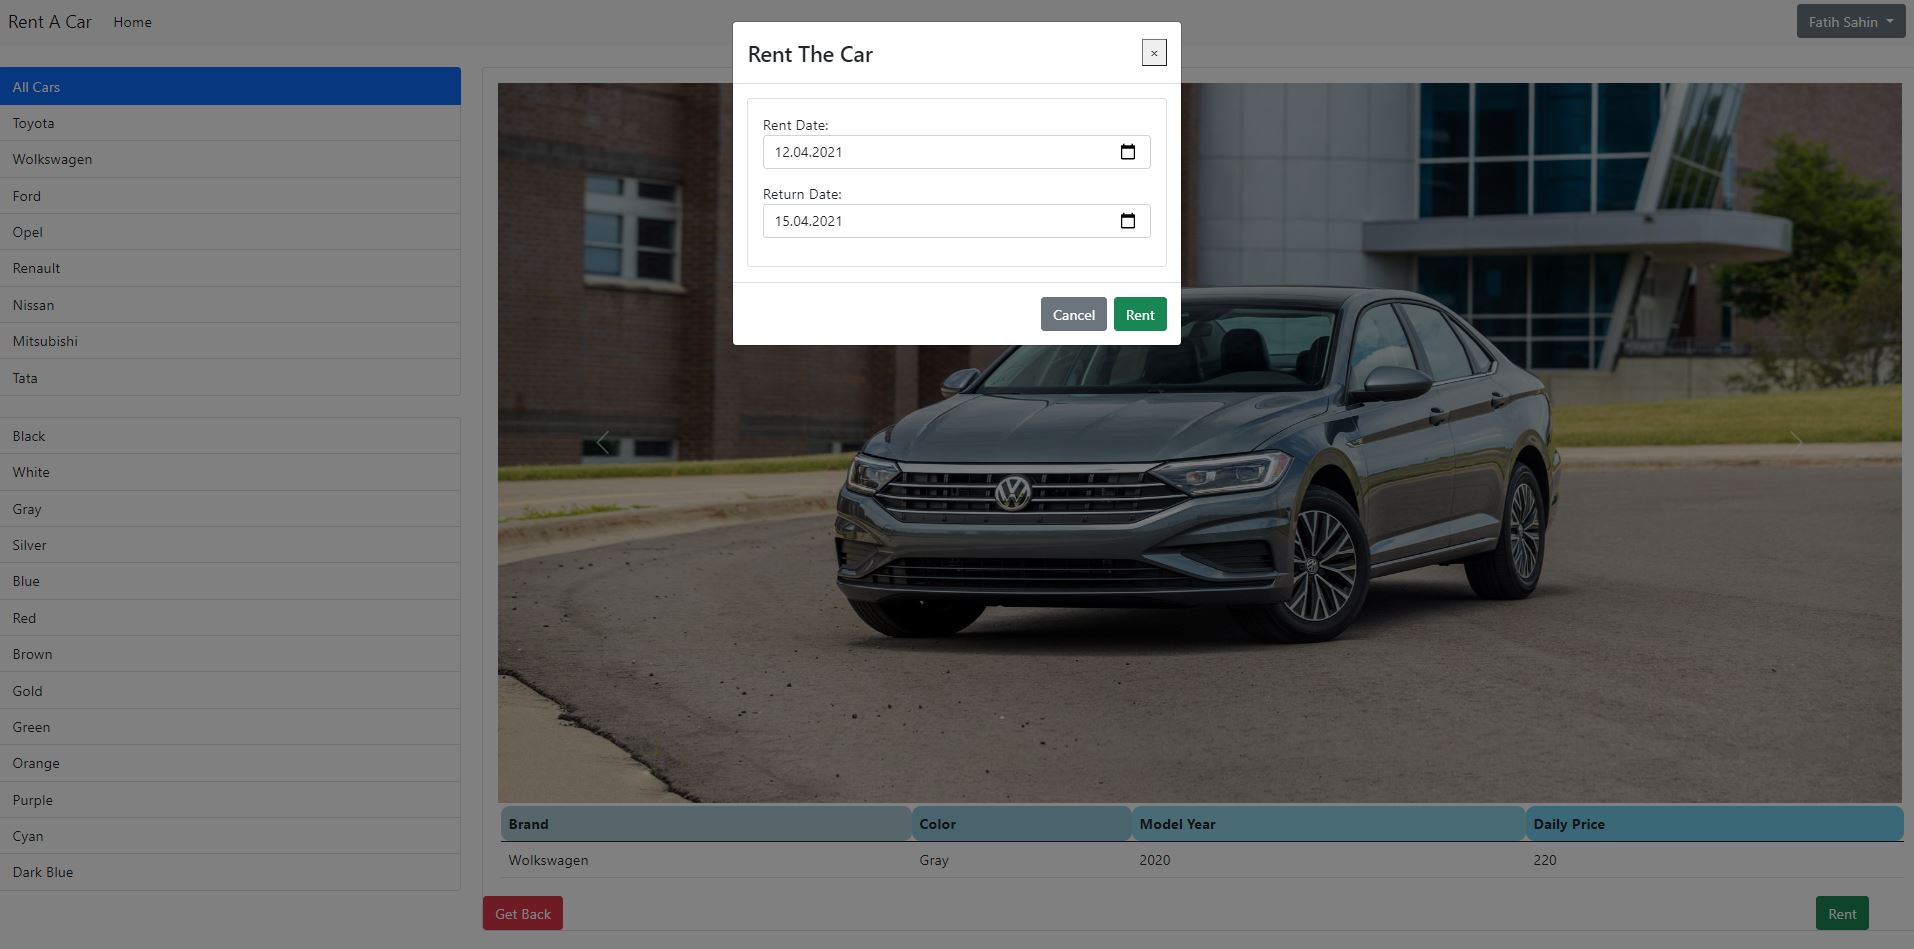 Rent A Car Home Fatih Sahin
Rent The Car ×
Rent Date:
12.04.2021
Return Date:
15.04.2021
Cancel Rent
All Cars
Toyota
Wolkswagen
Ford
Opel
Renault
Nissan
Mitsubishi
Tata
Black
White
Gray
Silver
Blue
Red
Brown
Gold
Green
Orange
Purple
Cyan
Dark Blue
Brand Color Model Year Daily Price
Wolkswagen Gray 2020 220
Get Back Rent